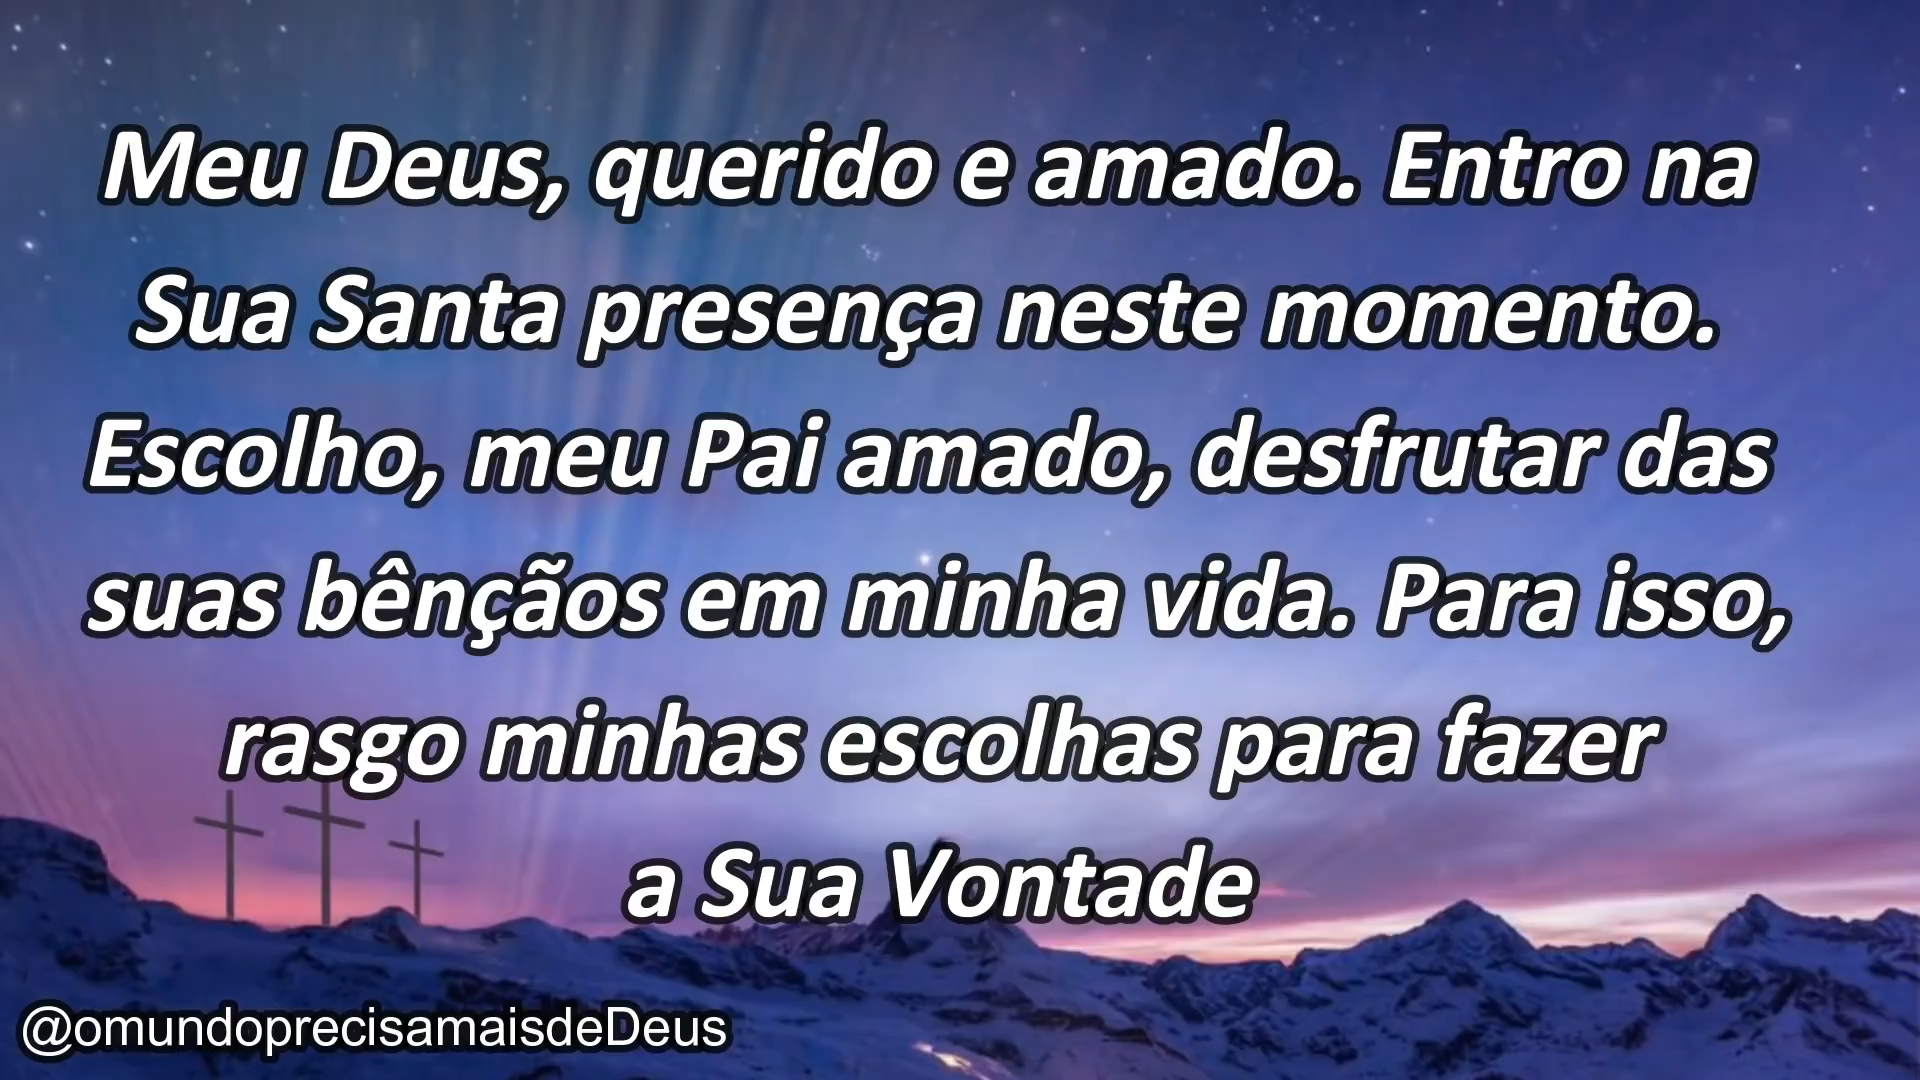 Meu Deus, querido e amado. Entro na
Sua Santa presença neste momento.
Escolho, meu Pai amado, desfrutar das
suas bênçãos em minha vida. Para isso,
rasgo minhas escolhas para fazer
a Sua Vontade
@omundoprecisamaisdeDeus